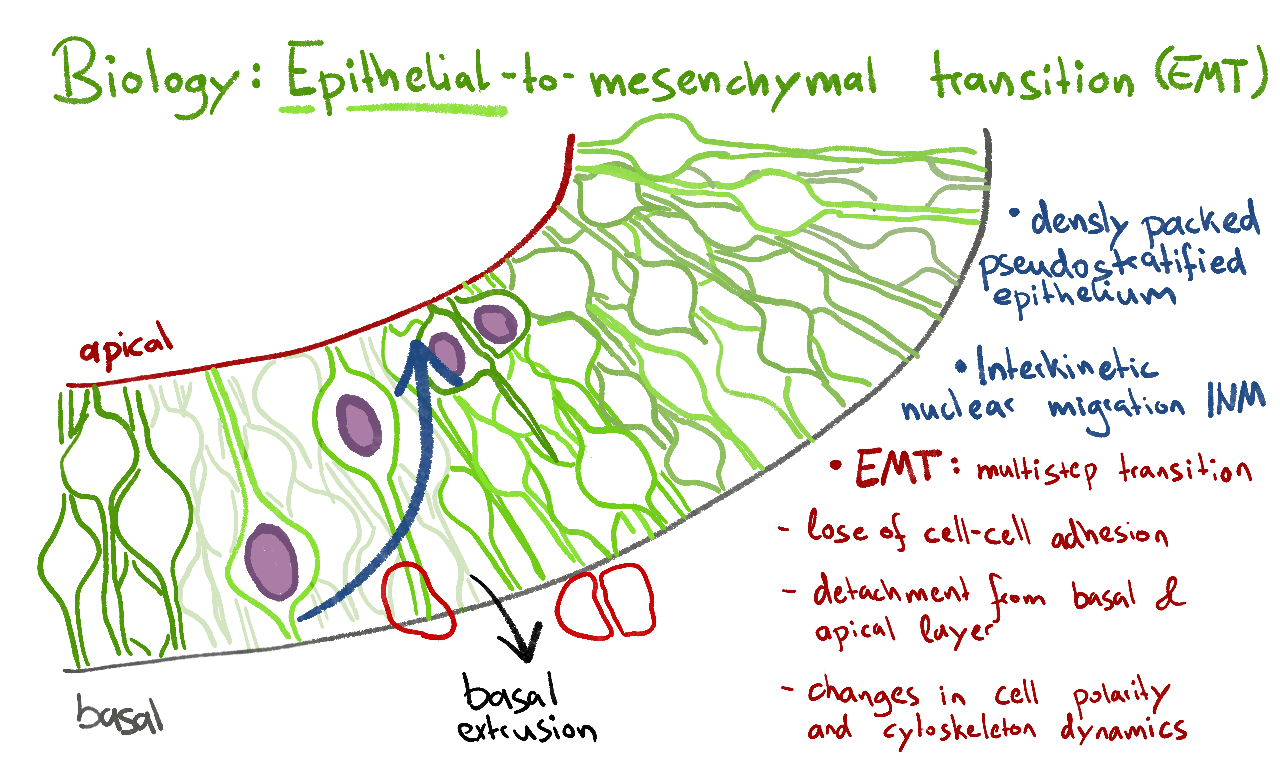 Biology: Epithelial-to-mesenchymal transition (EMT)
apical
• densly packed
pseudostratified
epithelium
• Interkinetic
nuclear migration INM
• EMT: multistep transition
- lose of cell-cell adhesion
- detachment from basal &
apical layer
- changes in cell polarity
and cyloskeleton dynamics
basal
extrusion
basal